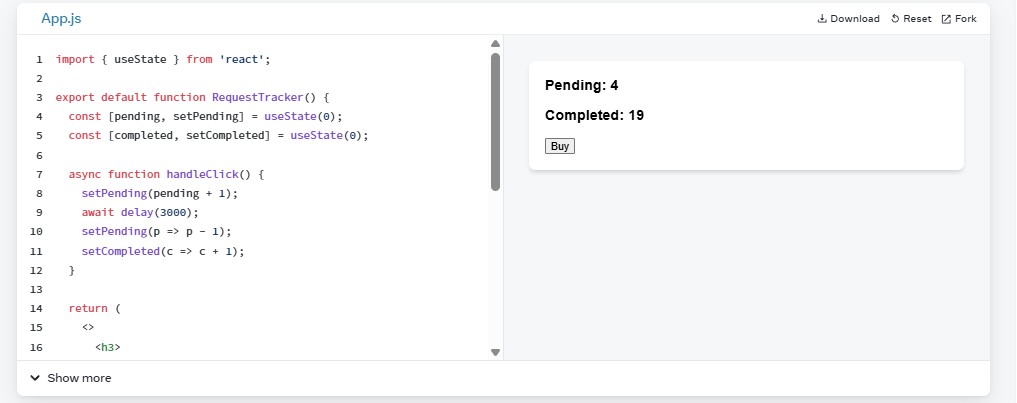 App.js
Download Reset Fork
1 import { useState } from 'react';
2
3 export default function RequestTracker() {
4   const [pending, setPending] = useState(0);
5   const [completed, setCompleted] = useState(0);
6
7   async function handleClick() {
8     setPending(pending + 1);
9     await delay(3000);
10     setPending(p => p - 1);
11     setCompleted(c => c + 1);
12   }
13
14   return (
15     <>
16       <h3>
Pending: 4
Completed: 19
Buy
Show more